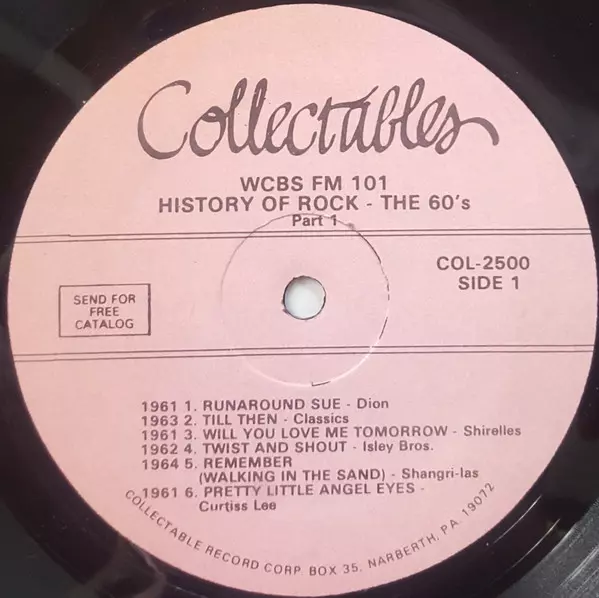 Collectables
WCBS FM 101
HISTORY OF ROCK - THE 60's
Part 1
COL-2500
SIDE 1
SEND FOR
FREE
CATALOG
1961 1. RUNAROUND SUE - Dion
1963 2. TILL THEN - Classics
1961 3. WILL YOU LOVE ME TOMORROW - Shirelles
1962 4. TWIST AND SHOUT - Isley Bros.
1964 5. REMEMBER
(WALKING IN THE SAND) - Shangri-las
1961 6. PRETTY LITTLE ANGEL EYES -
Curtiss Lee
COLLECTABLE RECORD CORP. BOX 35, NARBERTH, PA 19072